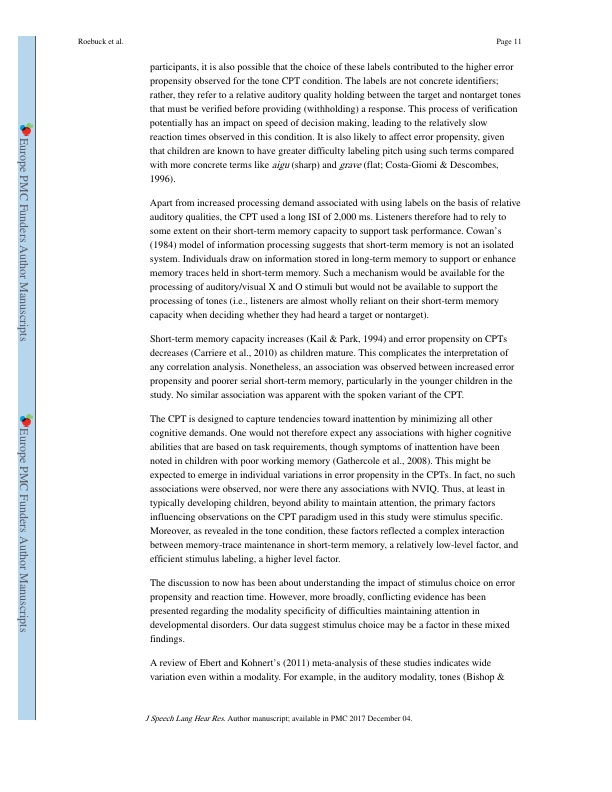 Roebuck et al.
Page 11
participants, it is also possible that the choice of these labels contributed to the higher error
propensity observed for the tone CPT condition. The labels are not concrete identifiers;
rather, they refer to a relative auditory quality holding between the target and nontarget tones
that must be verified before providing (withholding) a response. This process of verification
potentially has an impact on speed of decision making, leading to the relatively slow
reaction times observed in this condition. It is also likely to affect error propensity, given
that children are known to have greater difficulty labeling pitch using such terms compared
with more concrete terms like aigu (sharp) and grave (flat; Costa-Giomi & Descombes,
1996).
Apart from increased processing demand associated with using labels on the basis of relative
auditory qualities, the CPT used a long ISI of 2,000 ms. Listeners therefore had to rely to
some extent on their short-term memory capacity to support task performance. Cowan's
(1984) model of information processing suggests that short-term memory is not an isolated
system. Individuals draw on information stored in long-term memory to support or enhance
memory traces held in short-term memory. Such a mechanism would be available for the
processing of auditory/visual X and O stimuli but would not be available to support the
processing of tones (i.e., listeners are almost wholly reliant on their short-term memory
capacity when deciding whether they had heard a target or nontarget).
Short-term memory capacity increases (Kail & Park, 1994) and error propensity on CPTs
decreases (Carriere et al., 2010) as children mature. This complicates the interpretation of
any correlation analysis. Nonetheless, an association was observed between increased error
propensity and poorer serial short-term memory, particularly in the younger children in the
study. No similar association was apparent with the spoken variant of the CPT.
The CPT is designed to capture tendencies toward inattention by minimizing all other
cognitive demands. One would not therefore expect any associations with higher cognitive
abilities that are based on task requirements, though symptoms of inattention have been
noted in children with poor working memory (Gathercole et al., 2008). This might be
expected to emerge in individual variations in error propensity in the CPTs. In fact, no such
associations were observed, nor were there any associations with NVIQ. Thus, at least in
typically developing children, beyond ability to maintain attention, the primary factors
influencing observations on the CPT paradigm used in this study were stimulus specific.
Moreover, as revealed in the tone condition, these factors reflected a complex interaction
between memory-trace maintenance in short-term memory, a relatively low-level factor, and
efficient stimulus labeling, a higher level factor.
The discussion to now has been about understanding the impact of stimulus choice on error
propensity and reaction time. However, more broadly, conflicting evidence has been
presented regarding the modality specificity of difficulties maintaining attention in
developmental disorders. Our data suggest stimulus choice may be a factor in these mixed
findings.
A review of Ebert and Kohnert's (2011) meta-analysis of these studies indicates wide
variation even within a modality. For example, in the auditory modality, tones (Bishop &
J Speech Lang Hear Res. Author manuscript; available in PMC 2017 December 04.
Europe PMC Funders Author Manuscripts
Europe PMC Funders Author Manuscripts